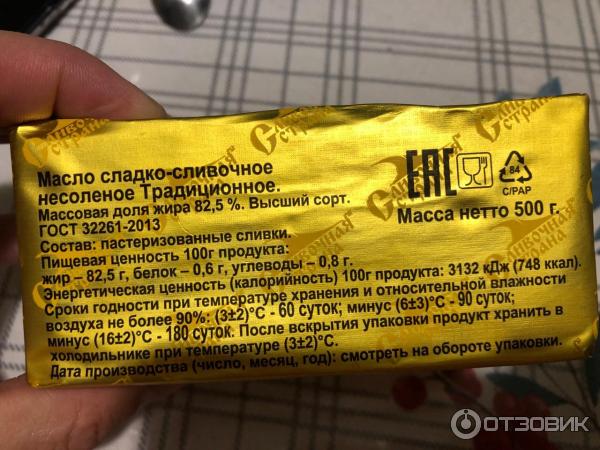 Сливочная страна
Масло сладко-сливочное
несоленое Традиционное.
Массовая доля жира 82,5 %. Высший сорт.
ГОСТ 32261-2013
Состав: пастеризованные сливки.
Пищевая ценность 100г продукта:
жир – 82,5 г, белок – 0,6 г, углеводы – 0,8 г.
Энергетическая ценность (калорийность) 100г продукта: 3132 кДж (748 ккал).
Сроки годности при температуре хранения и относительной влажности
воздуха не более 90%: (3±2)°С - 60 суток; минус (6±3)°С - 90 суток;
минус (16±2)°С - 180 суток. После вскрытия упаковки продукт хранить в
холодильнике при температуре (3±2)°С.
Дата производства (число, месяц, год): смотреть на обороте упаковки.
ЕАС
84
C/PAP
Масса нетто 500 г.
ОТЗОВИК